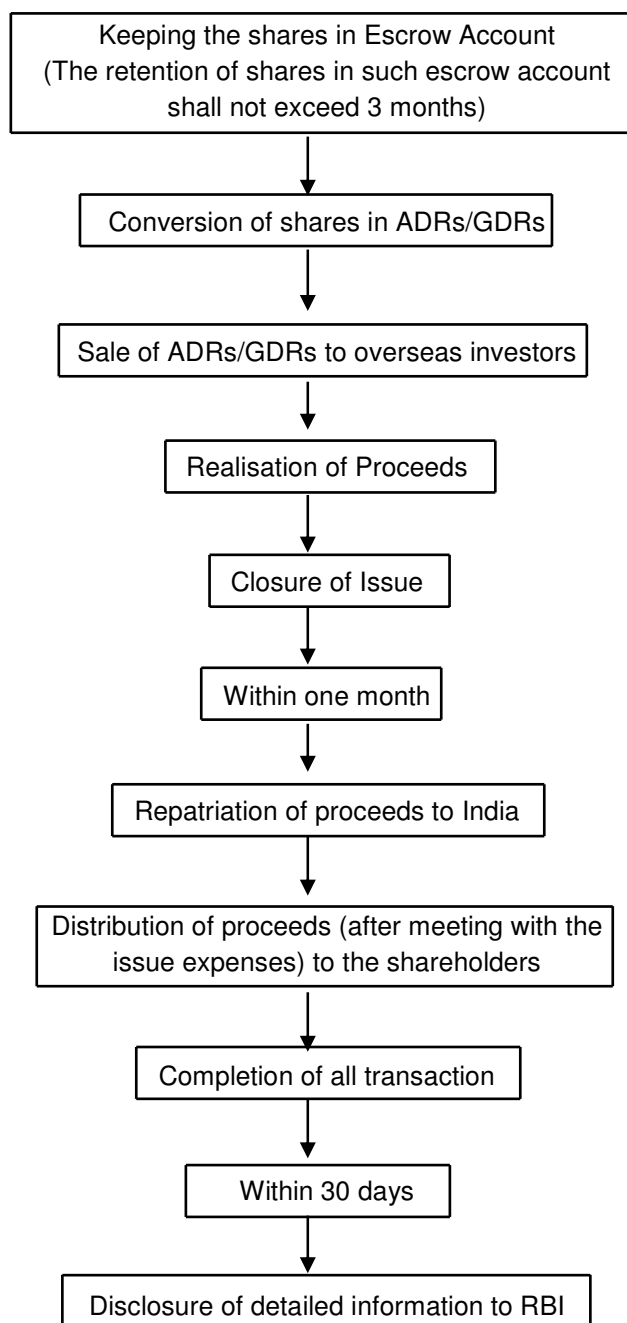 Keeping the shares in Escrow Account
(The retention of shares in such escrow account
shall not exceed 3 months)
Conversion of shares in ADRs/GDRs
Sale of ADRs/GDRs to overseas investors
Realisation of Proceeds
Closure of Issue
Within one month
Repatriation of proceeds to India
Distribution of proceeds (after meeting with the
issue expenses) to the shareholders
Completion of all transaction
Within 30 days
Disclosure of detailed information to RBI